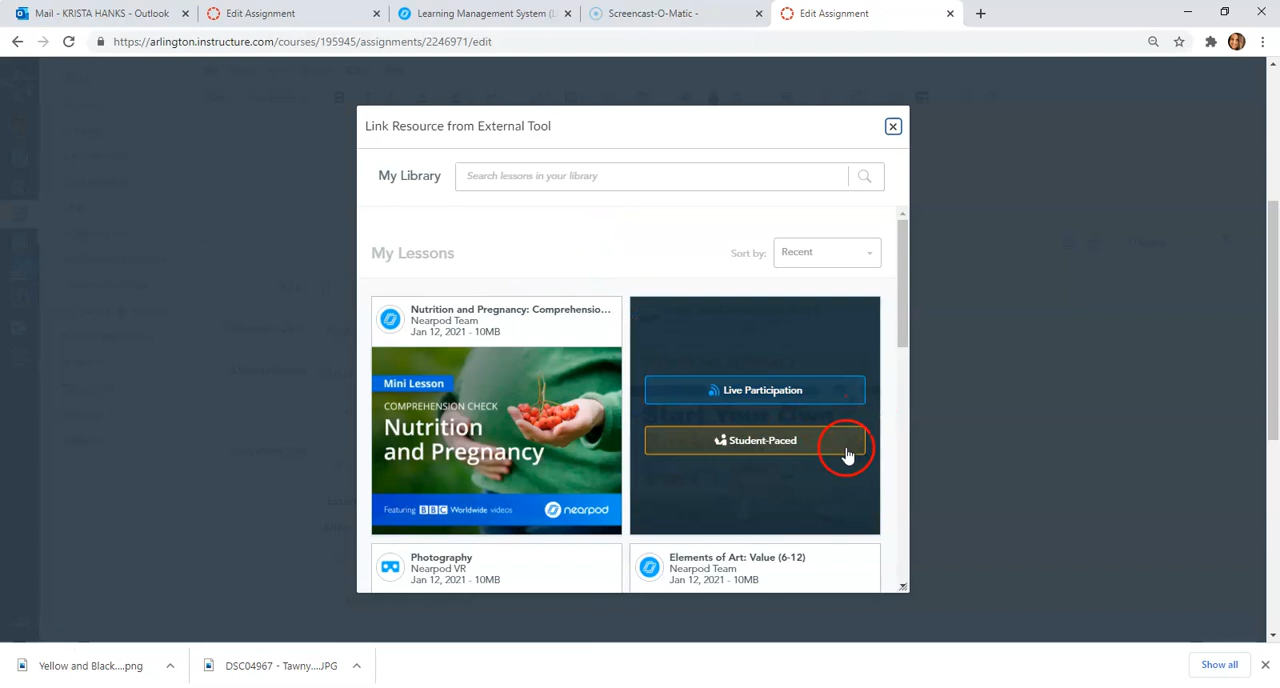 Mail - KRISTA HANKS - Outlook
Edit Assignment
Learning Management System (L
Screencast-O-Matic -
Edit Assignment
https://arlington.instructure.com/courses/195945/assignments/2246971/edit
Link Resource from External Tool
My Library
Search lessons in your library
My Lessons
Sort by:
Recent
Nutrition and Pregnancy: Comprehensio...
Nearpod Team
Jan 12, 2021 - 10MB
Mini Lesson
COMPREHENSION CHECK
Nutrition
and Pregnancy
Featuring BBC Worldwide videos
nearpod
Live Participation
Start Your Own
Student-Paced
Photography
Nearpod VR
Jan 12, 2021 - 10MB
Elements of Art: Value (6-12)
Nearpod Team
Jan 12, 2021 - 10MB
Yellow and Black....png
DSC04967 - Tawny....JPG
Show all